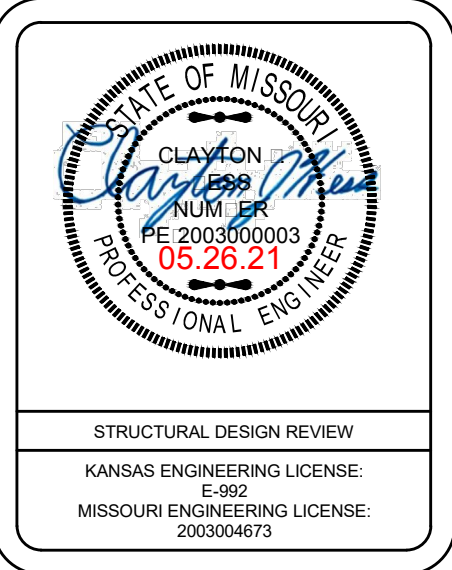 STATE OF MISSOURI
CLAYTON
NUM□ER
PE 2003000003
05.26.21
PROFESSIONAL ENGINEER
STRUCTURAL DESIGN REVIEW
KANSAS ENGINEERING LICENSE:
E-992
MISSOURI ENGINEERING LICENSE:
2003004673